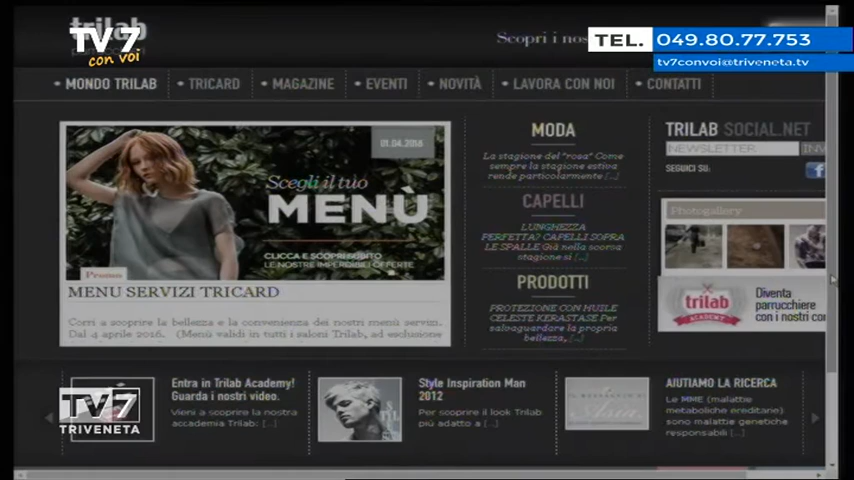 trilab
TV7
con voi
Scopri i nos
TEL. 049.80.77.753
tv7convoi@triveneta.tv
• MONDO TRILAB • TRICARD • MAGAZINE • EVENTI • NOVITÀ • LAVORA CON NOI • CONTATTI
01.04.2016
Scegli il tuo
MENÙ
CLICCA E SCOPRI SUBITO
LE NOSTRE IMPERDIBILI OFFERTE
Promo
MENU SERVIZI TRICARD
Corri a scoprire la bellezza e la convenienza dei nostri menù servizi.
Dal 4 aprile 2016. (Menù validi in tutti i saloni Trilab, ad esclusione
MODA
La stagione del "rosa" Come
sempre la stagione estiva
rende particolarmente [...]
CAPELLI
LUNGHEZZA
PERFETTA? CAPELLI SOPRA
LE SPALLE Già nella scorsa
stagione si [...]
PRODOTTI
PROTEZIONE CON HUILE
CELESTE KERASTASE Per
salvaguardare la propria
bellezza, [...]
TRILAB SOCIAL.NET
NEWSLETTER INV
SEGUICI SU:
f
Photogallery
trilab
ACADEMY
Diventa
parrucchiere
con i nostri cor
TV7
TRIVENETA
Entra in Trilab Academy!
Guarda i nostri video.
Vieni a scoprire la nostra
accademia Trilab: [...]
Style Inspiration Man
2012
Per scoprire il look Trilab
più adatto a [...]
AIUTIAMO LA RICERCA
Le MME (malattie
metaboliche ereditarie)
sono malattie genetiche
responsabili [...]